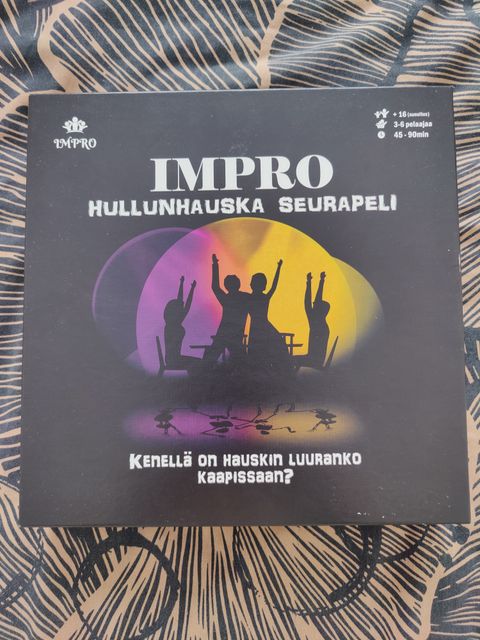 IMPRO
+ 16 (suositus)
3-6 pelaajaa
45 - 90min
IMPRO
HULLUNHAUSKA SEURAPELI
KENELLÄ ON HAUSKIN LUURANKO
KAAPISSAAN?